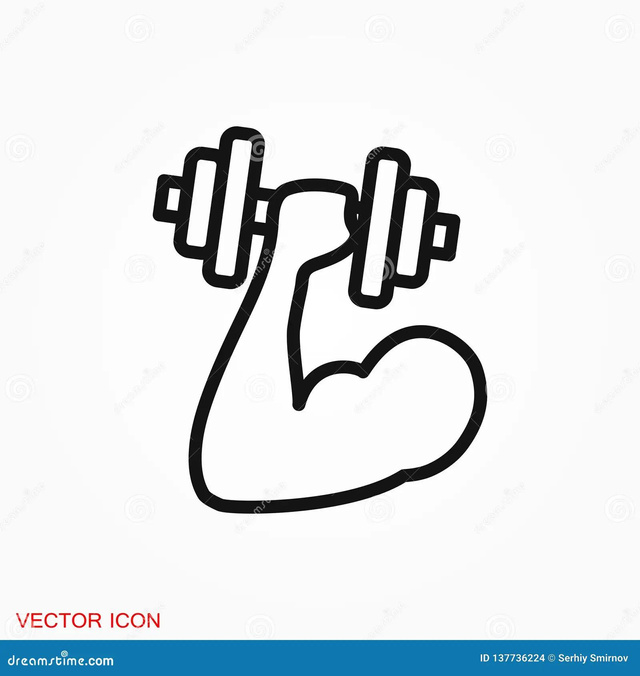 VECTOR ICON
dreamstime.com
ID 137736224 © Serhiy Smirnov